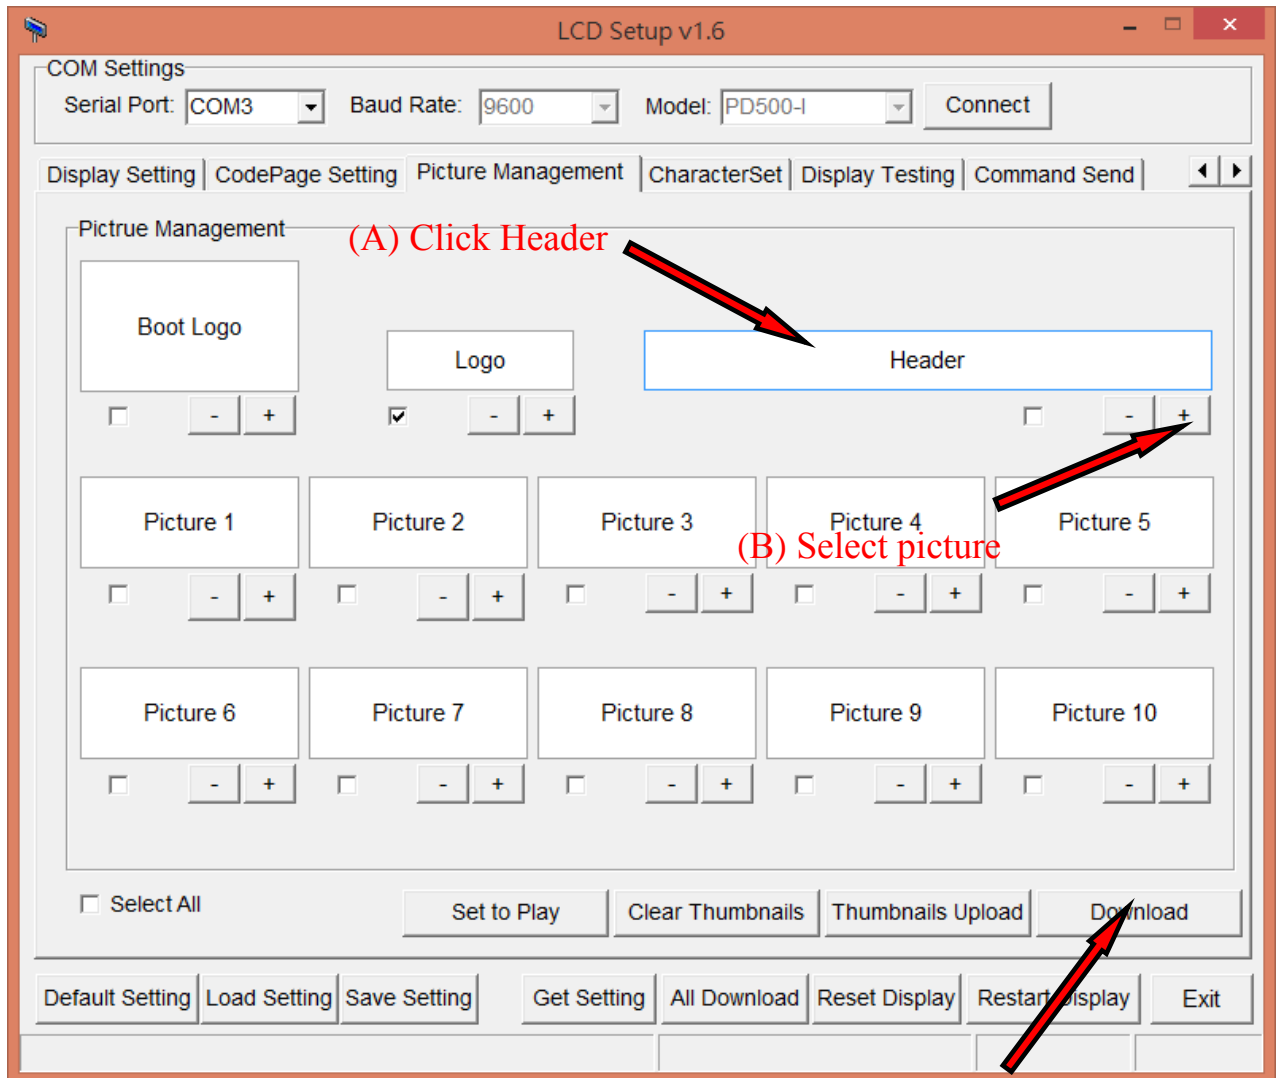 LCD Setup v1.6
COM Settings
Serial Port: COM3 Baud Rate: 9600 Model: PD500-I Connect
Display Setting CodePage Setting Picture Management CharacterSet Display Testing Command Send
Pictrue Management
(A) Click Header
Boot Logo
Logo
Header
- + - + - +
Picture 1 Picture 2 Picture 3 Picture 4 Picture 5
(B) Select picture
- + - + - + - + - +
Picture 6 Picture 7 Picture 8 Picture 9 Picture 10
- + - + - + - + - +
Select All
Set to Play Clear Thumbnails Thumbnails Upload Download
Default Setting Load Setting Save Setting Get Setting All Download Reset Display Restart Display Exit